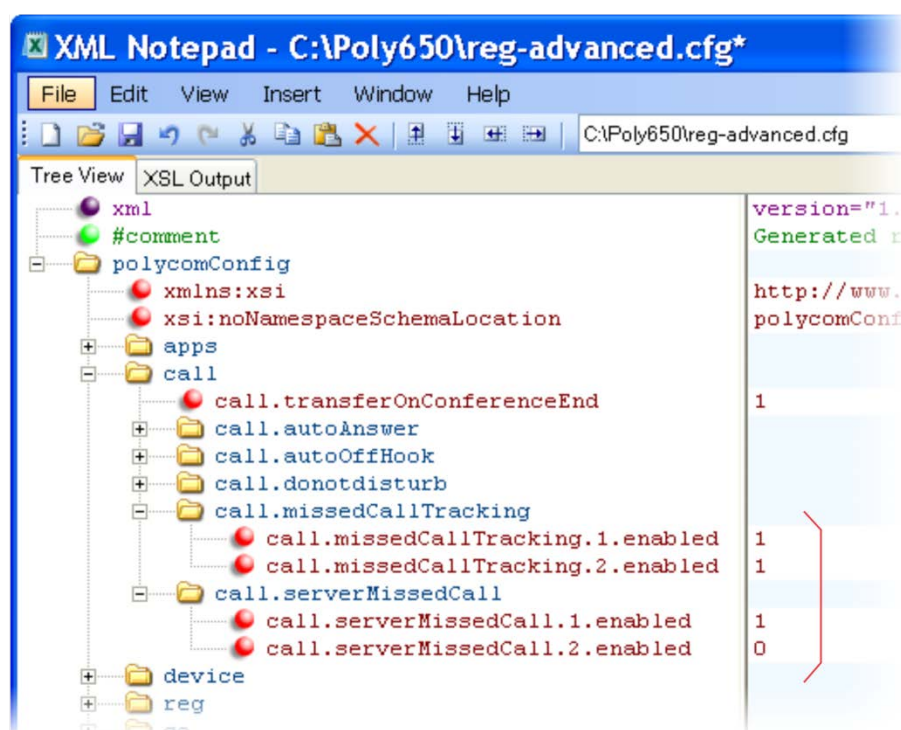 XML Notepad - C:\Poly650\reg-advanced.cfg*
File Edit View Insert Window Help
C:\Poly650\reg-advanced.cfg
Tree View XSL Output
xml version="1.
#comment Generated
polycomConfig
xmlns:xsi http://www.
xsi:noNamespaceSchemaLocation polycomConf
apps
call
call.transferOnConferenceEnd 1
call.autoAnswer
call.autoOffHook
call.donotdisturb
call.missedCallTracking
call.missedCallTracking.1.enabled 1
call.missedCallTracking.2.enabled 1
call.serverMissedCall
call.serverMissedCall.1.enabled 1
call.serverMissedCall.2.enabled 0
device
reg